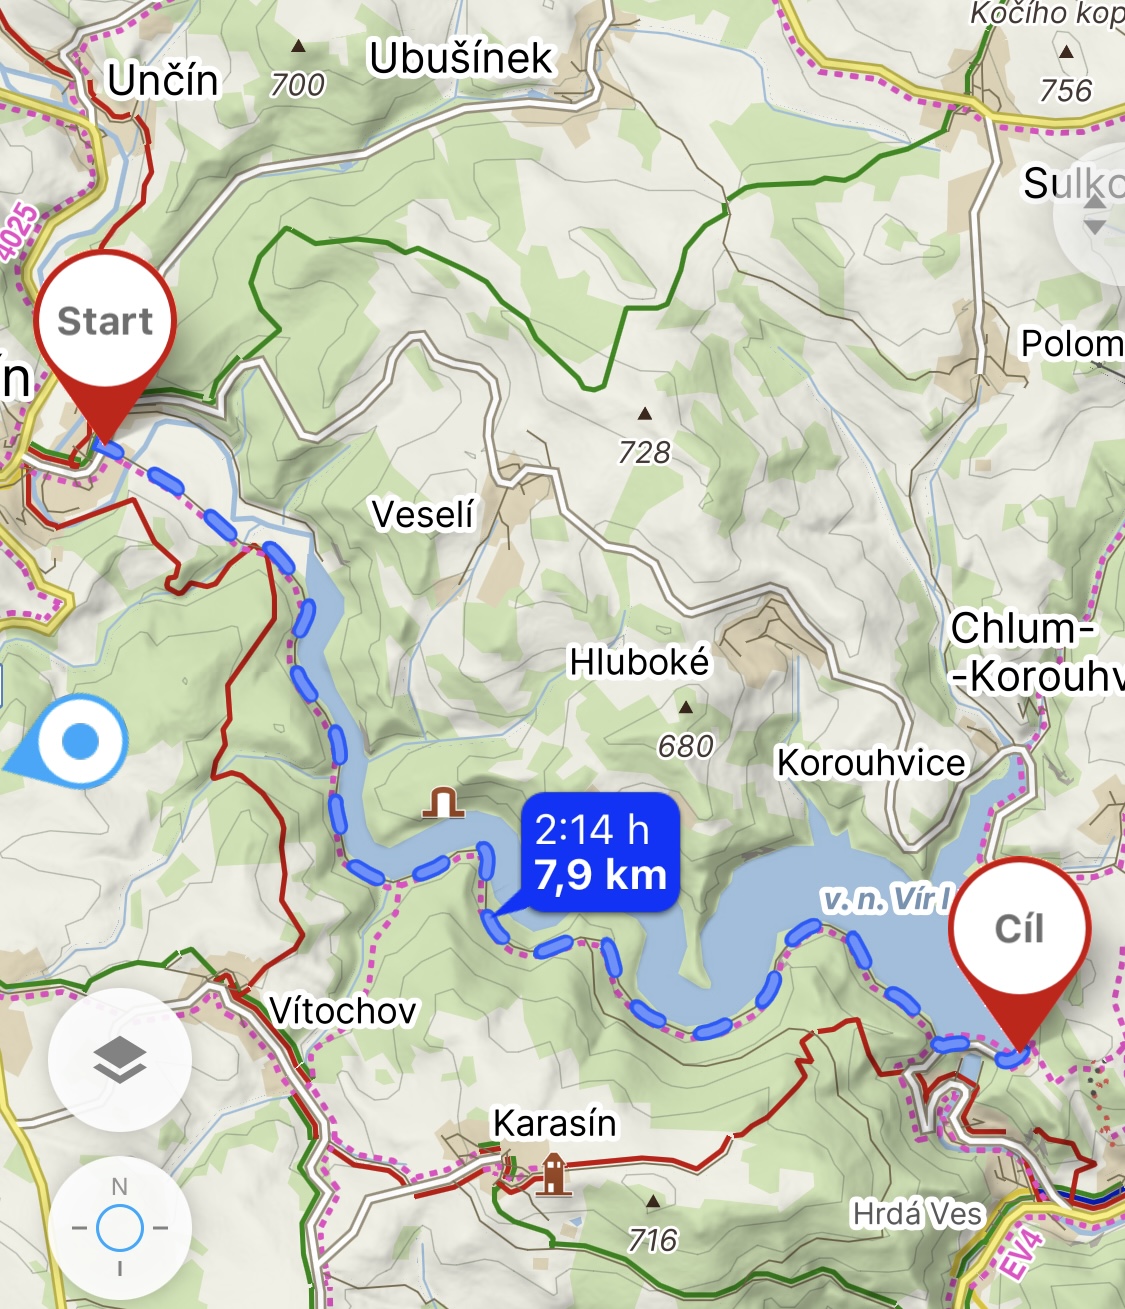 Kočího kop
Unčín
700
Ubušínek
756
Sulko
4025
Start
Polom
ín
728
Veselí
Chlum-
-Korouhv
Hluboké
680
Korouhvice
2:14 h
7,9 km
v. n. Vír I
Cíl
Vítochov
Karasín
N
716
Hrdá Ves
EV4